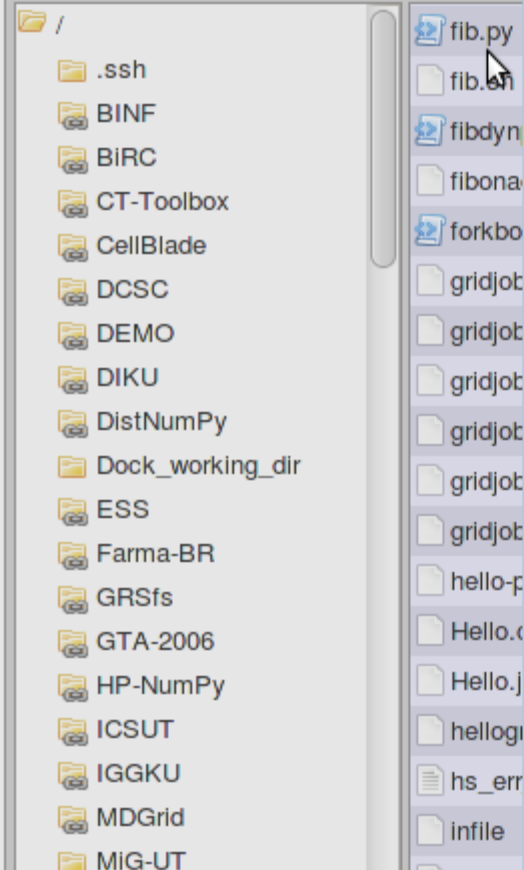 /
.ssh
BINF
BiRC
CT-Toolbox
CellBlade
DCSC
DEMO
DIKU
DistNumPy
Dock_working_dir
ESS
Farma-BR
GRSfs
GTA-2006
HP-NumPy
ICSUT
IGGKU
MDGrid
MiG-UT
fib.py
fibdyn
fibona
forkbo
gridjob
gridjob
gridjob
gridjob
gridjob
gridjob
hello-p
Hello.
Hello.j
hellogr
hs_err
infile